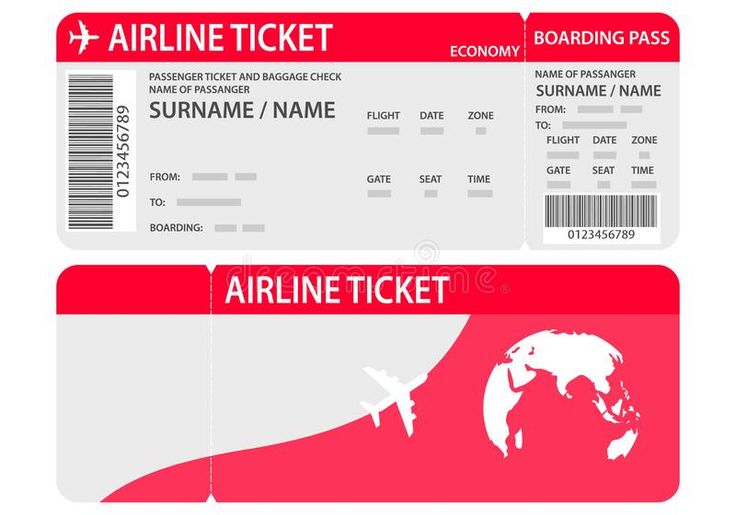 AIRLINE TICKET
ECONOMY
BOARDING PASS
0123456789
PASSENGER TICKET AND BAGGAGE CHECK
NAME OF PASSANGER
SURNAME / NAME
FLIGHT DATE ZONE
FROM:
TO:
BOARDING:
GATE SEAT TIME
NAME OF PASSANGER
SURNAME / NAME
FROM:
TO:
FLIGHT DATE ZONE
GATE SEAT TIME
0123456789
dreamstime.com
AIRLINE TICKET